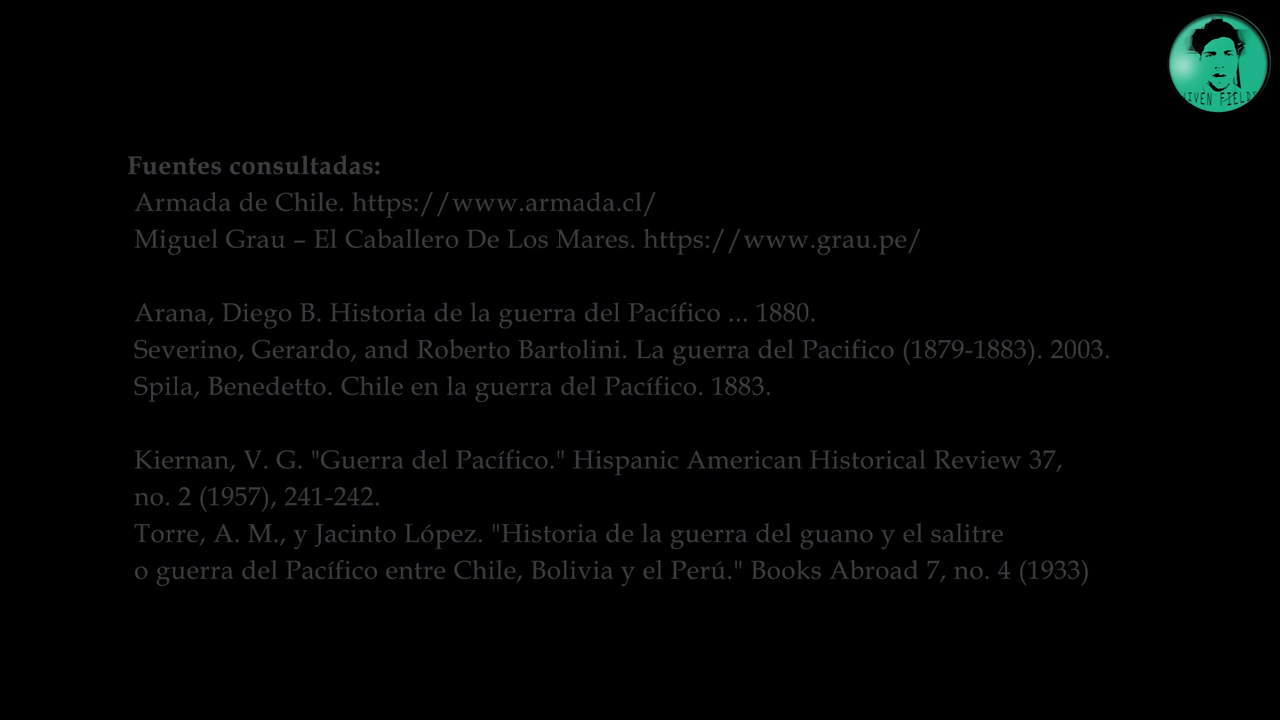 Fuentes consultadas:
Armada de Chile. https://www.armada.cl/
Miguel Grau – El Caballero De Los Mares. https://www.grau.pe/
Arana, Diego B. Historia de la guerra del Pacífico ... 1880.
Severino, Gerardo, and Roberto Bartolini. La guerra del Pacifico (1879-1883). 2003.
Spila, Benedetto. Chile en la guerra del Pacífico. 1883.
Kiernan, V. G. "Guerra del Pacífico." Hispanic American Historical Review 37,
no. 2 (1957), 241-242.
Torre, A. M., y Jacinto López. "Historia de la guerra del guano y el salitre
o guerra del Pacífico entre Chile, Bolivia y el Perú." Books Abroad 7, no. 4 (1933)